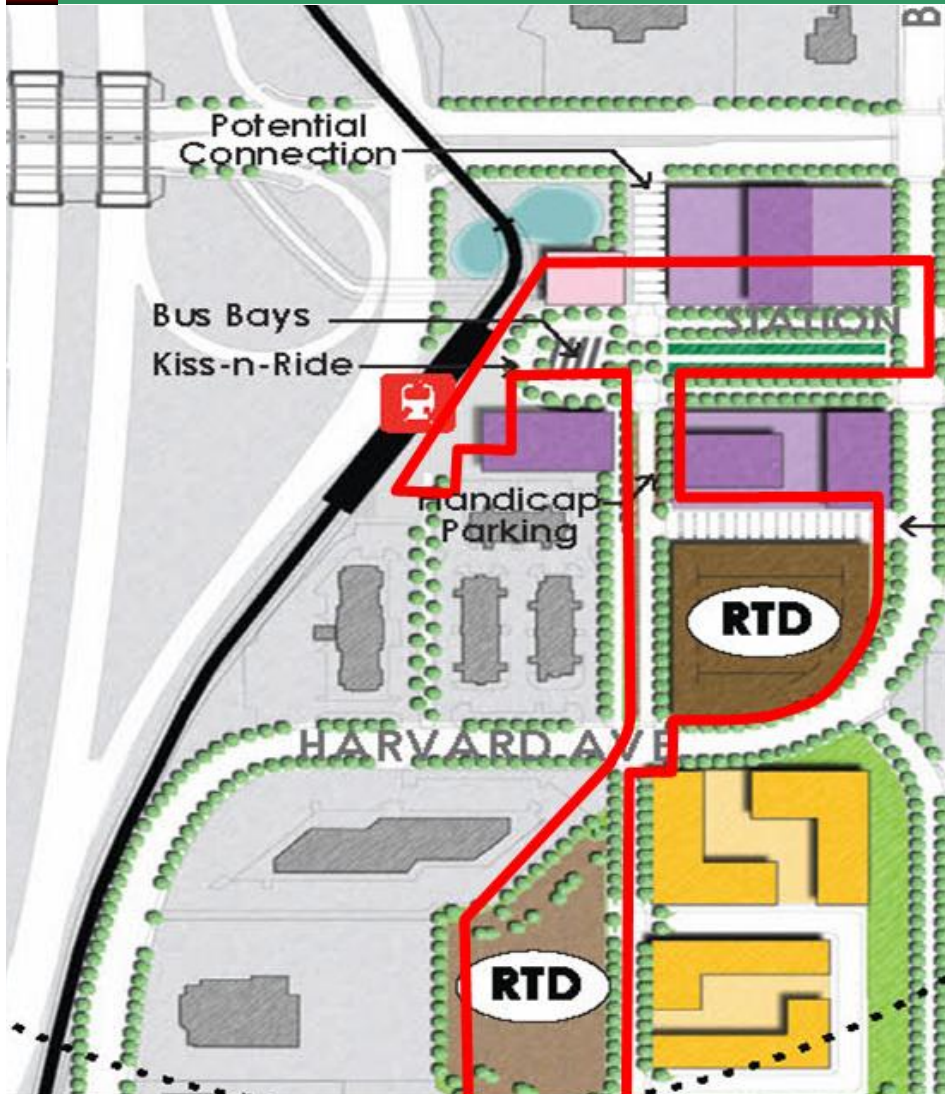 B
Potential
Connection
Bus Bays
STATION
Kiss-n-Ride
Handicap
Parking
RTD
HARVARD AVE
RTD